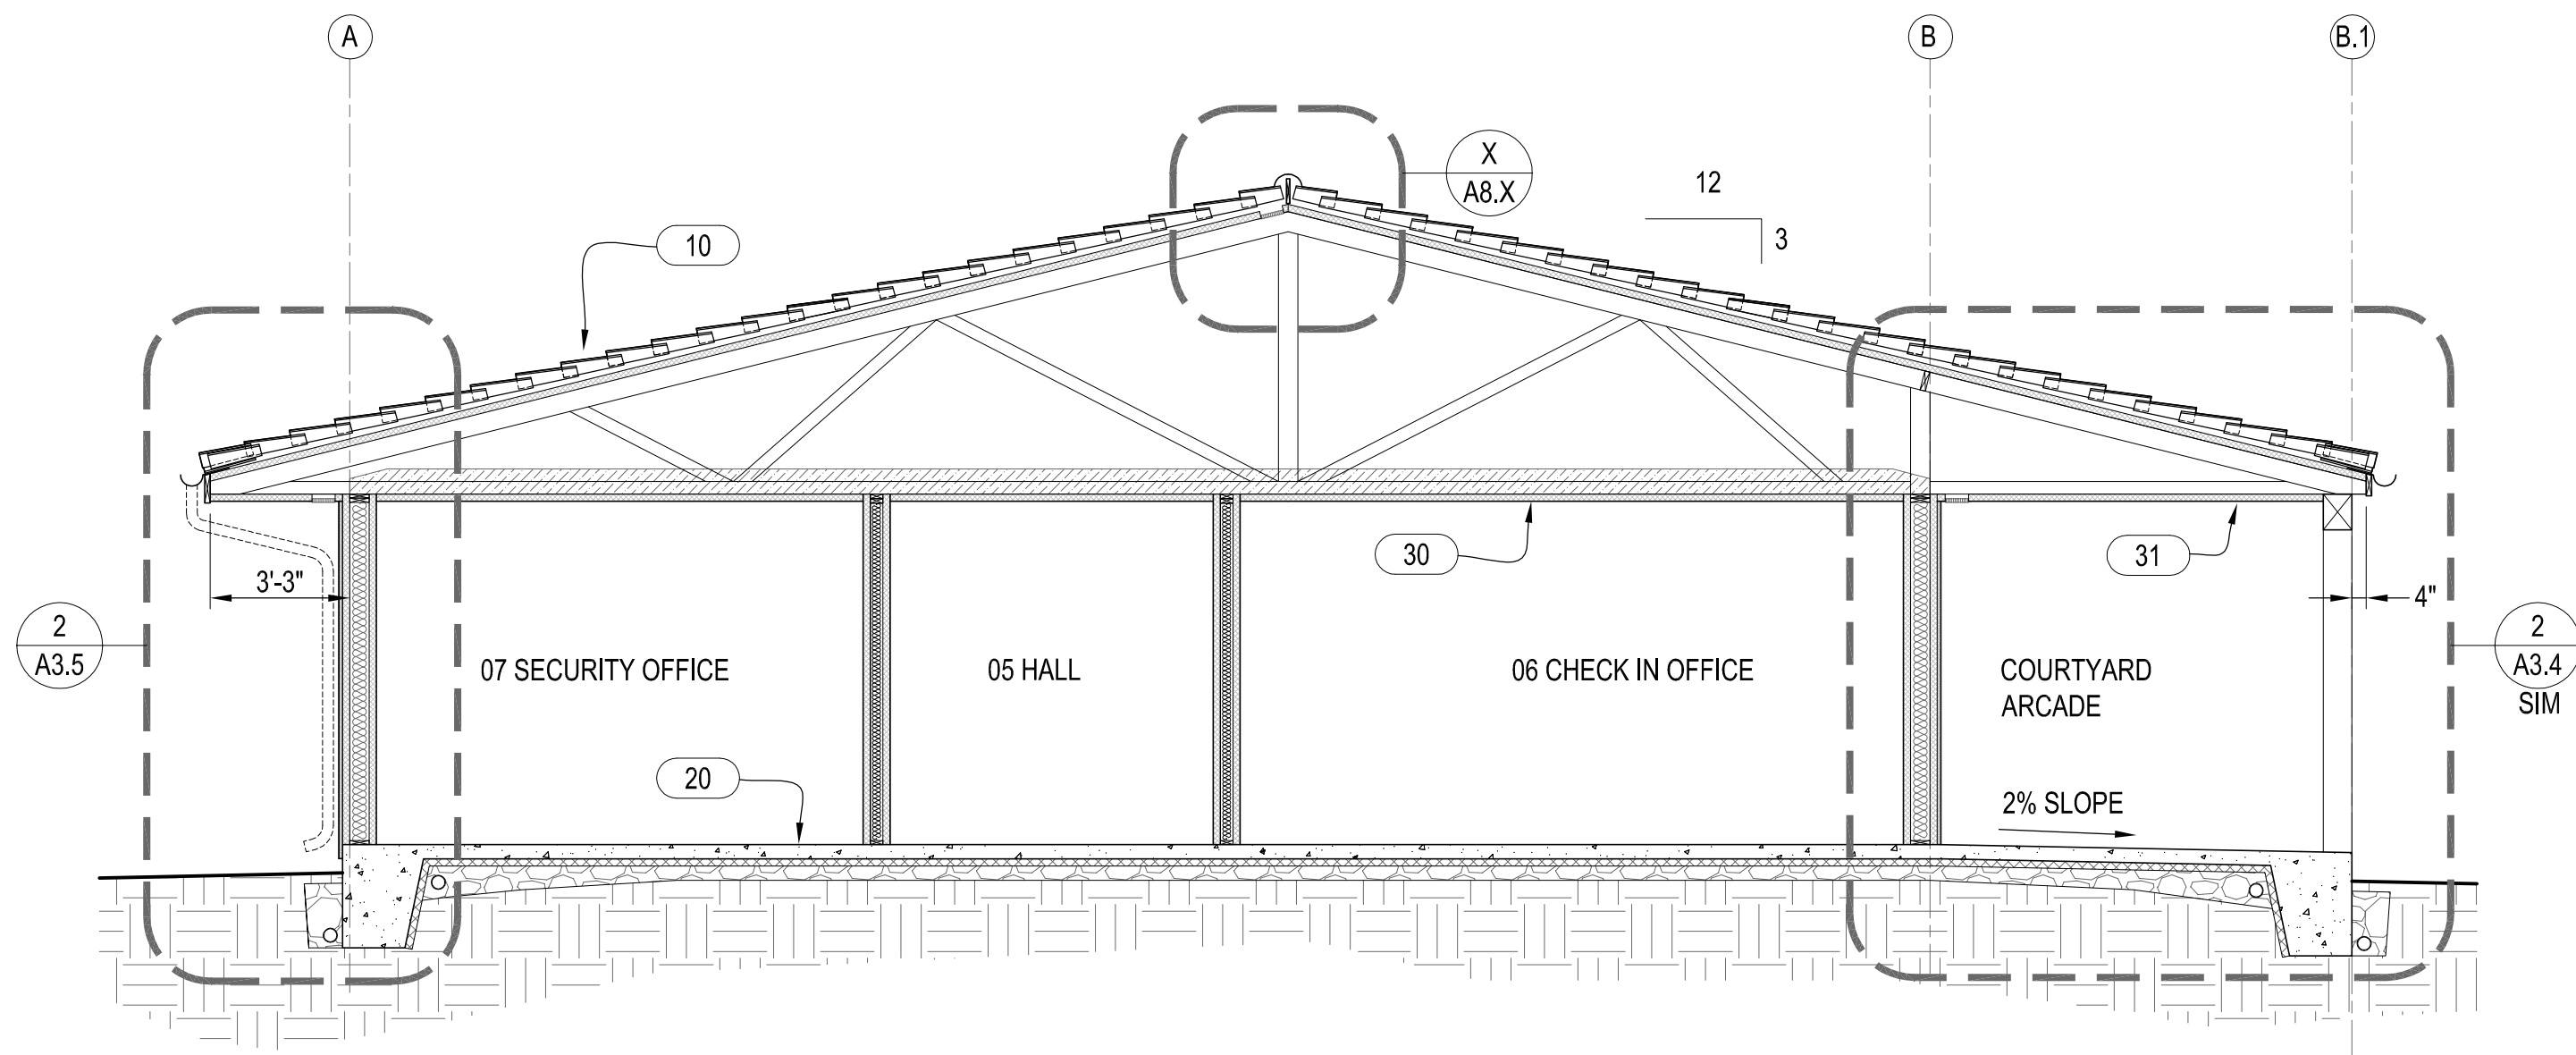 A
B
B.1
X
A8.X
12
3
10
30
31
3'-3"
4"
2
A3.5
07 SECURITY OFFICE
05 HALL
06 CHECK IN OFFICE
COURTYARD
ARCADE
2
A3.4
SIM
20
2% SLOPE